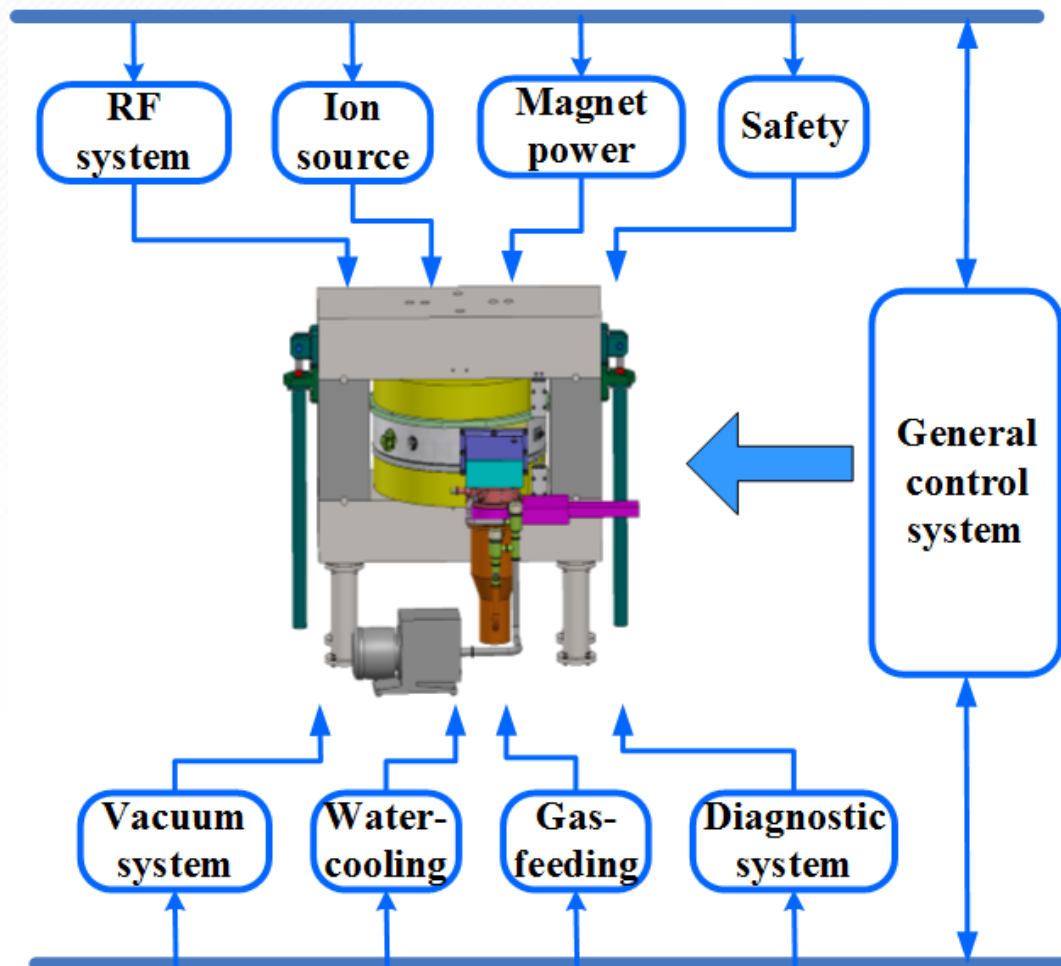 RF
system
Ion
source
Magnet
power
Safety
General
control
system
Vacuum
system
Water-
cooling
Gas-
feeding
Diagnostic
system